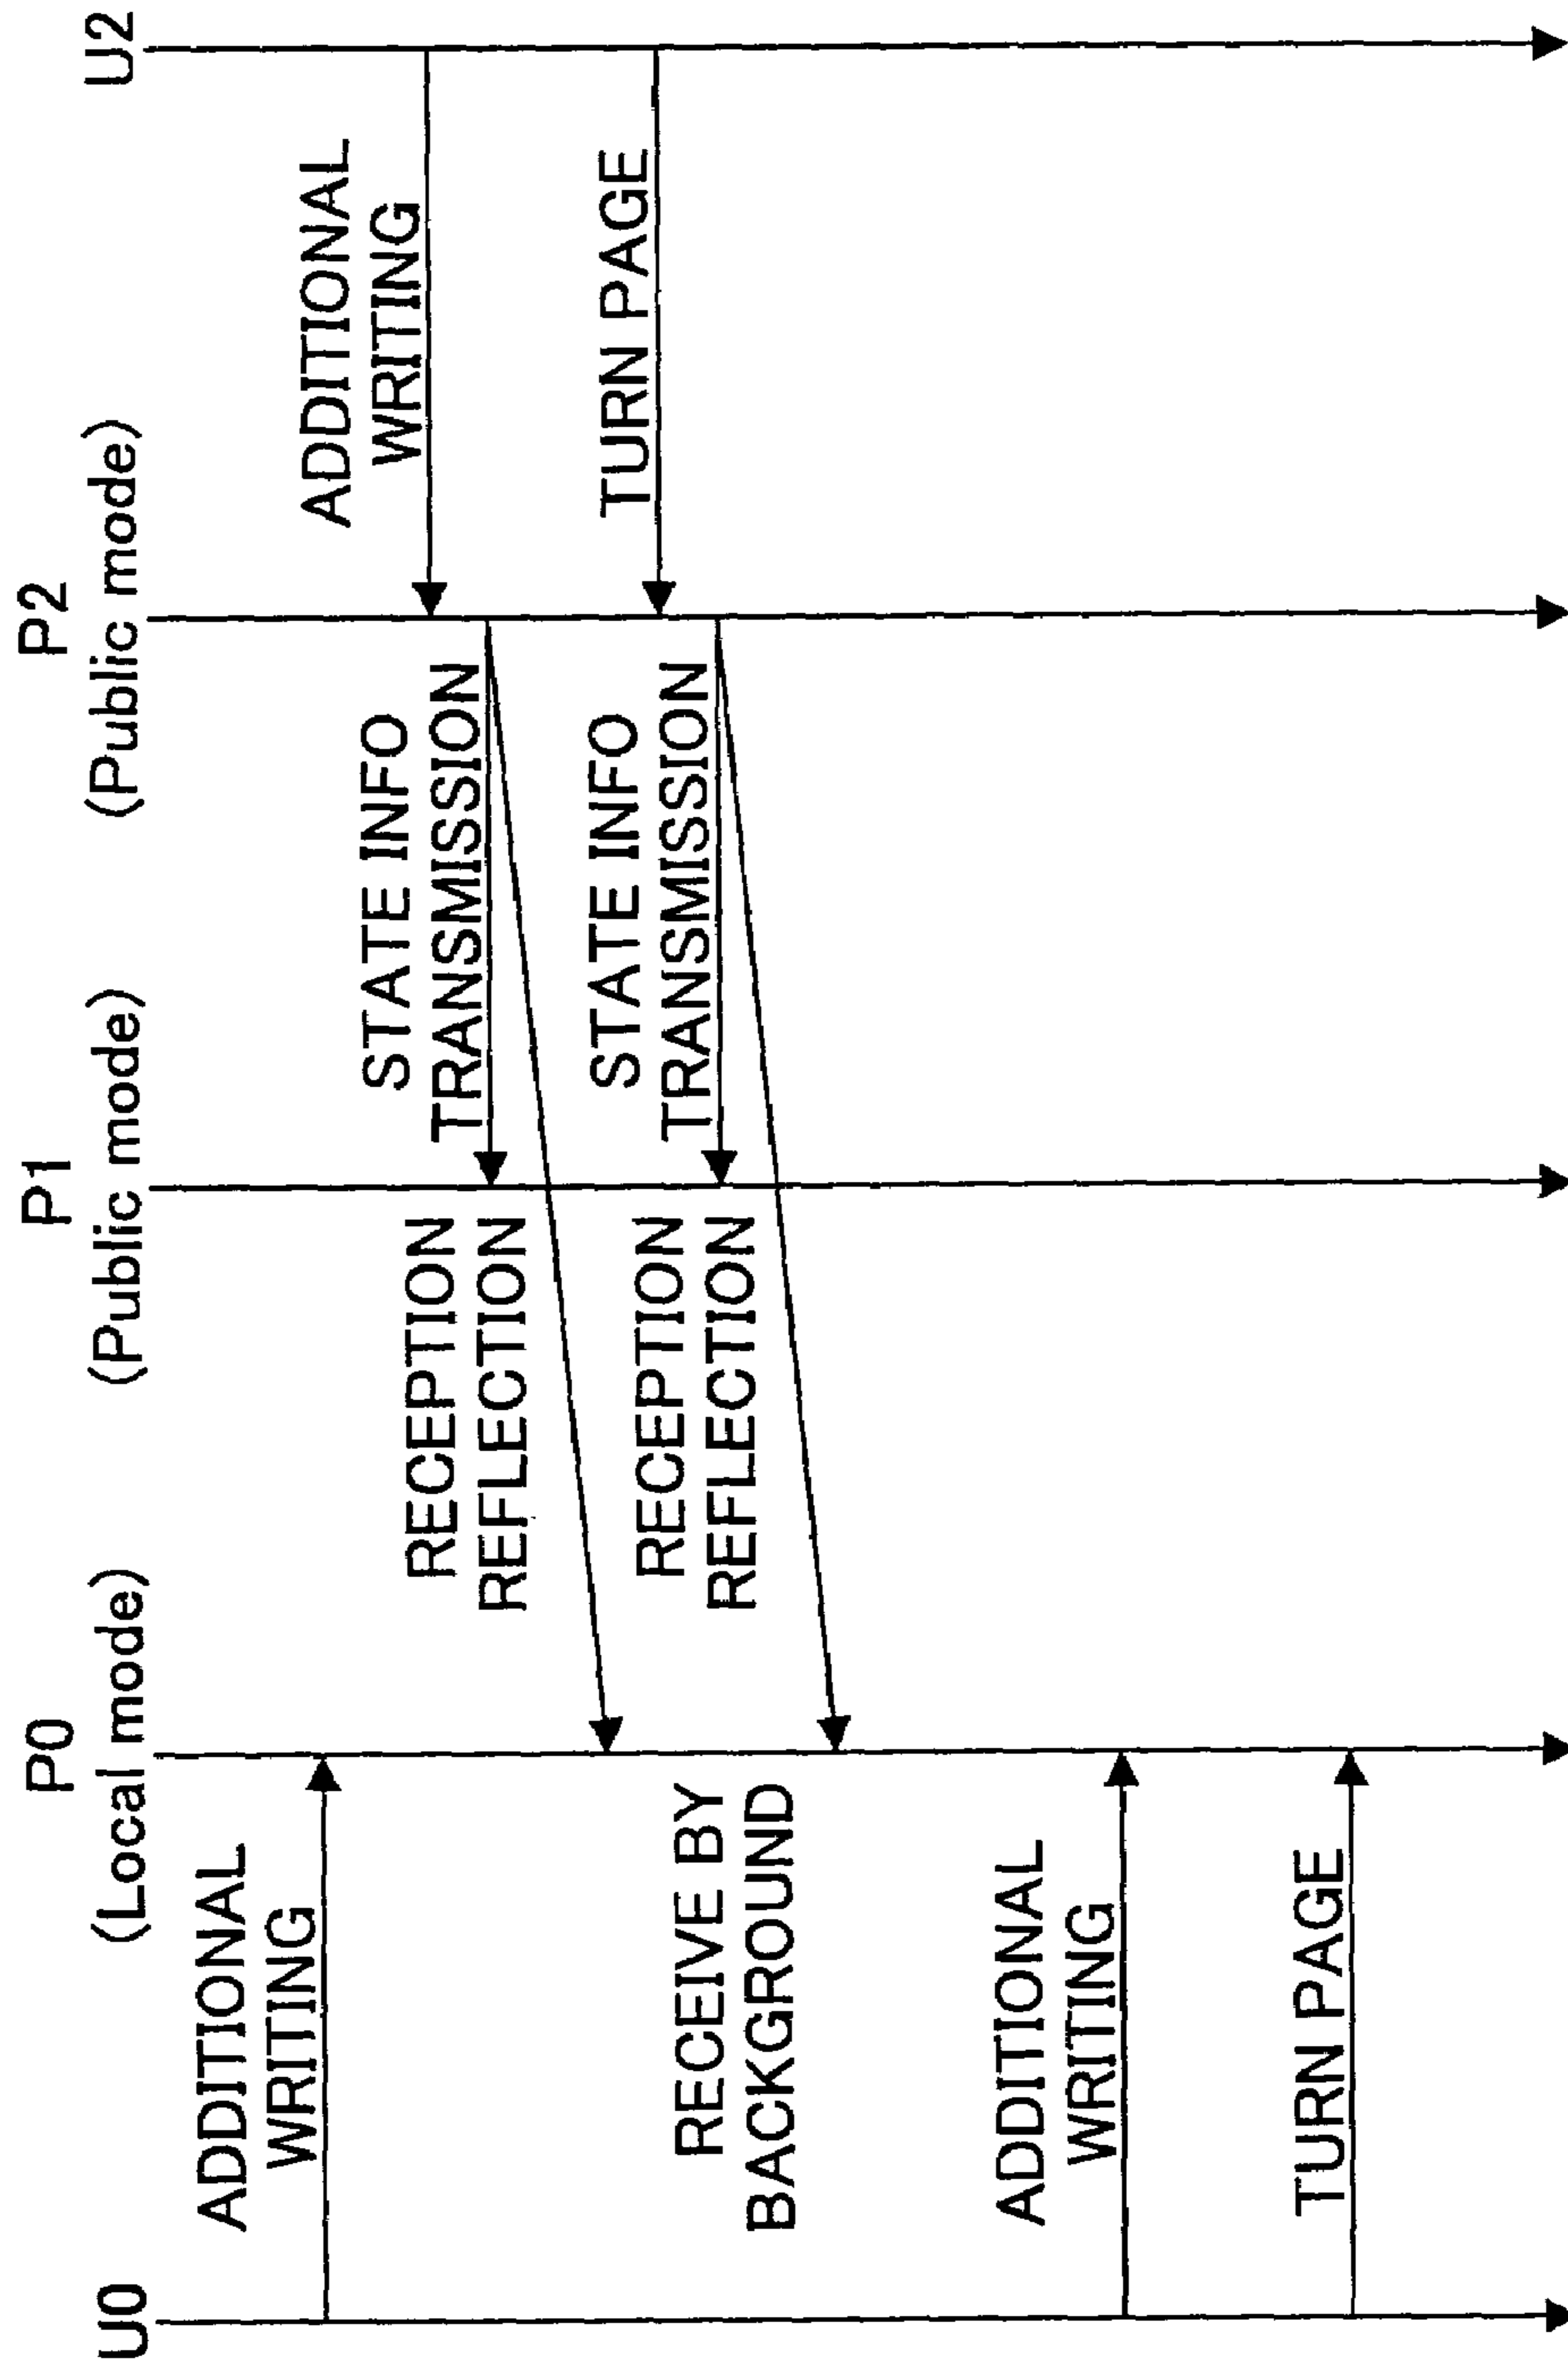 U0
P0
(Local mode)
P1
(Public mode)
P2
(Public mode)
U2
ADDITIONAL
WRITING
ADDITIONAL
WRITING
STATE INFO
TRANSMISSION
RECEPTION
REFLECTION
TURN PAGE
STATE INFO
TRANSMISSION
RECEPTION
REFLECTION
RECEIVE BY
BACKGROUND
ADDITIONAL
WRITING
TURN PAGE